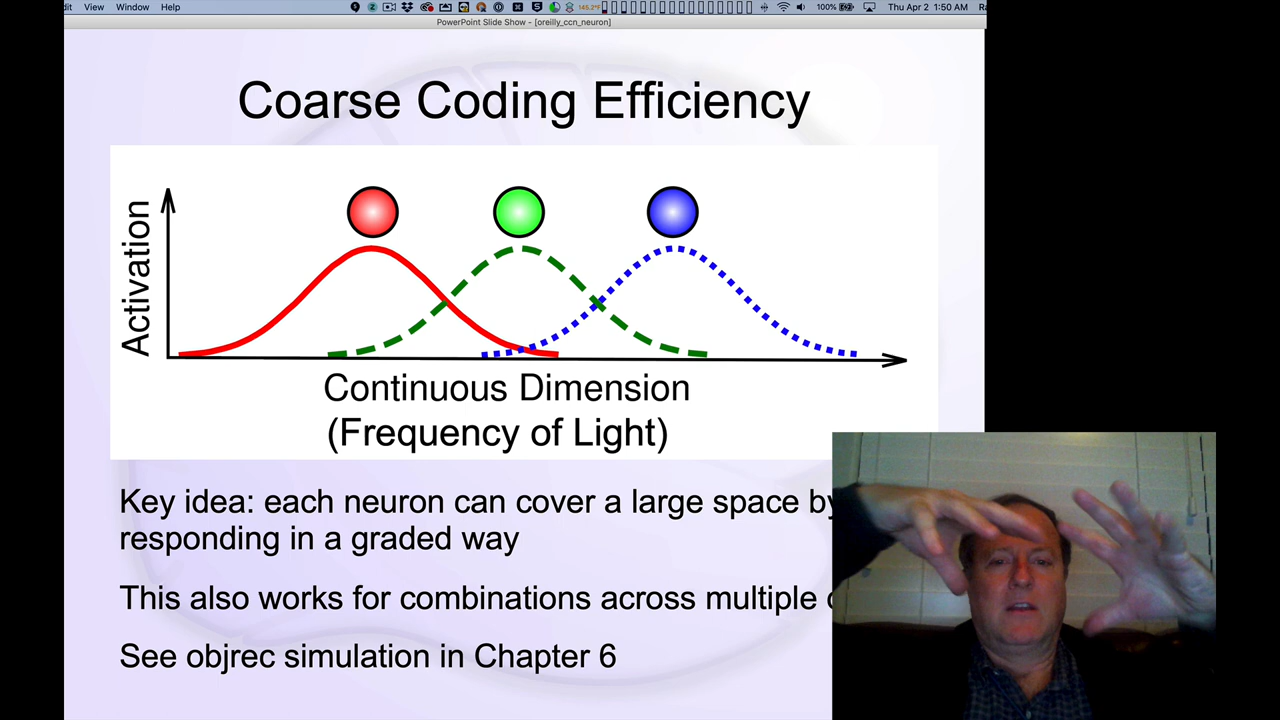 View Window Help 145.2°F 100% Thu Apr 2 1:50 AM
PowerPoint Slide Show - [oreilly_ccn_neuron]
Coarse Coding Efficiency
Activation
Continuous Dimension
(Frequency of Light)
Key idea: each neuron can cover a large space by
responding in a graded way
This also works for combinations across multiple
See objrec simulation in Chapter 6